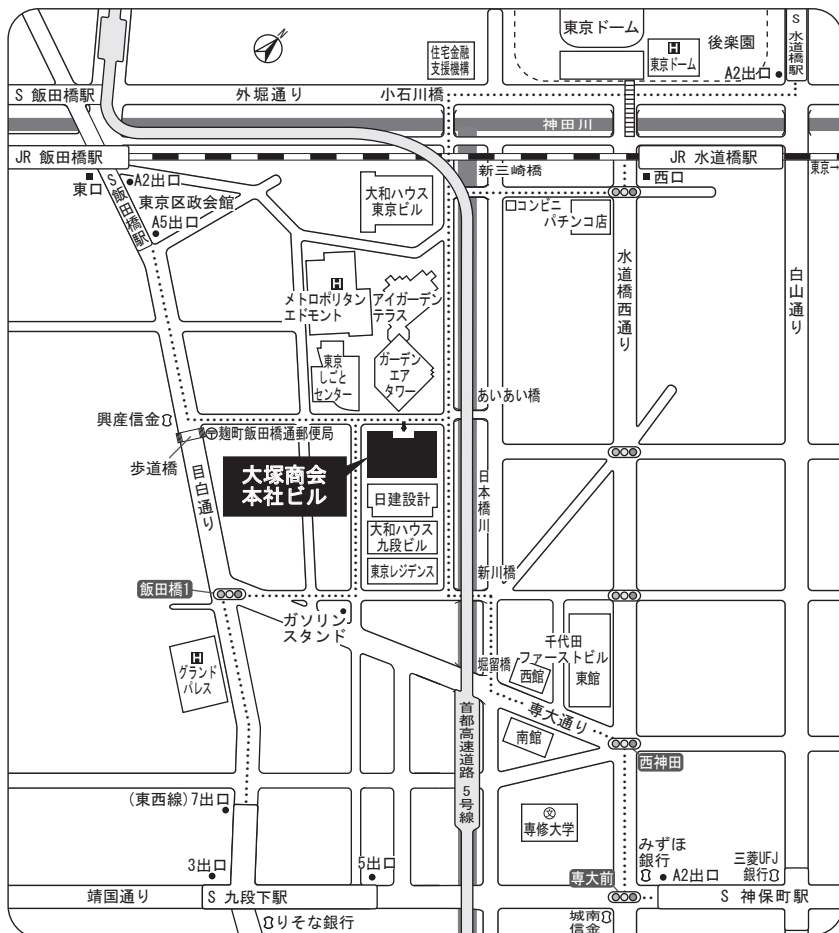 東京ドーム
住宅金融
支援機構
H
東京ドーム
後楽園
A2出口
S 水道橋駅
S 飯田橋駅
外堀通り
小石川橋
神田川
JR 飯田橋駅
新三崎橋
JR 水道橋駅
東京→
東口
A2出口
S 飯田橋駅
東京区政会館
A5出口
大和ハウス
東京ビル
西口
コンビニ
パチンコ店
H
メトロポリタン
エドモント
アイガーデン
テラス
水道橋西通り
白山通り
東京
しごと
センター
ガーデン
エア
タワー
あいあい橋
興産信金
〒麹町飯田橋通郵便局
歩道橋
目白通り
大塚商会
本社ビル
日建設計
日本橋川
大和ハウス
九段ビル
東京レジデンス
新川橋
飯田橋1
ガソリン
スタンド
千代田
ファーストビル
西館
東館
堀留橋
H
グランド
パレス
専大通り
南館
首都高速道路 5号線
西神田
(東西線)7出口
文
専修大学
みずほ
銀行
三菱UFJ
銀行
3出口
5出口
専大前
A2出口
靖国通り
S 九段下駅
S 神保町駅
りそな銀行
城南
信金